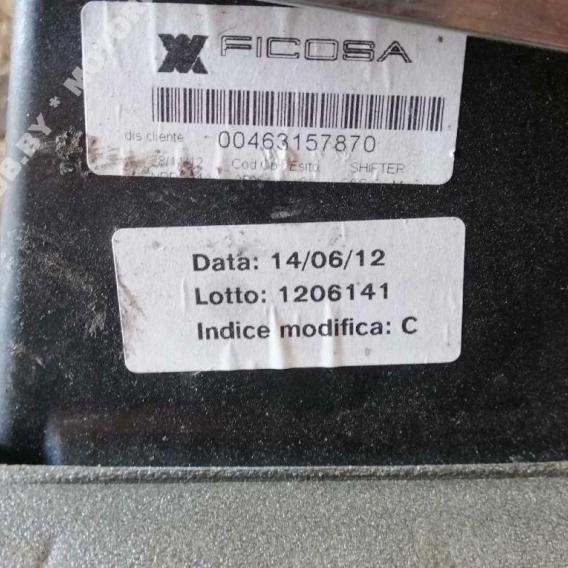 FICOSA
dis cliente 00463157870
Cod Esito SHIFTER
Data: 14/06/12
Lotto: 1206141
Indice modifica: C